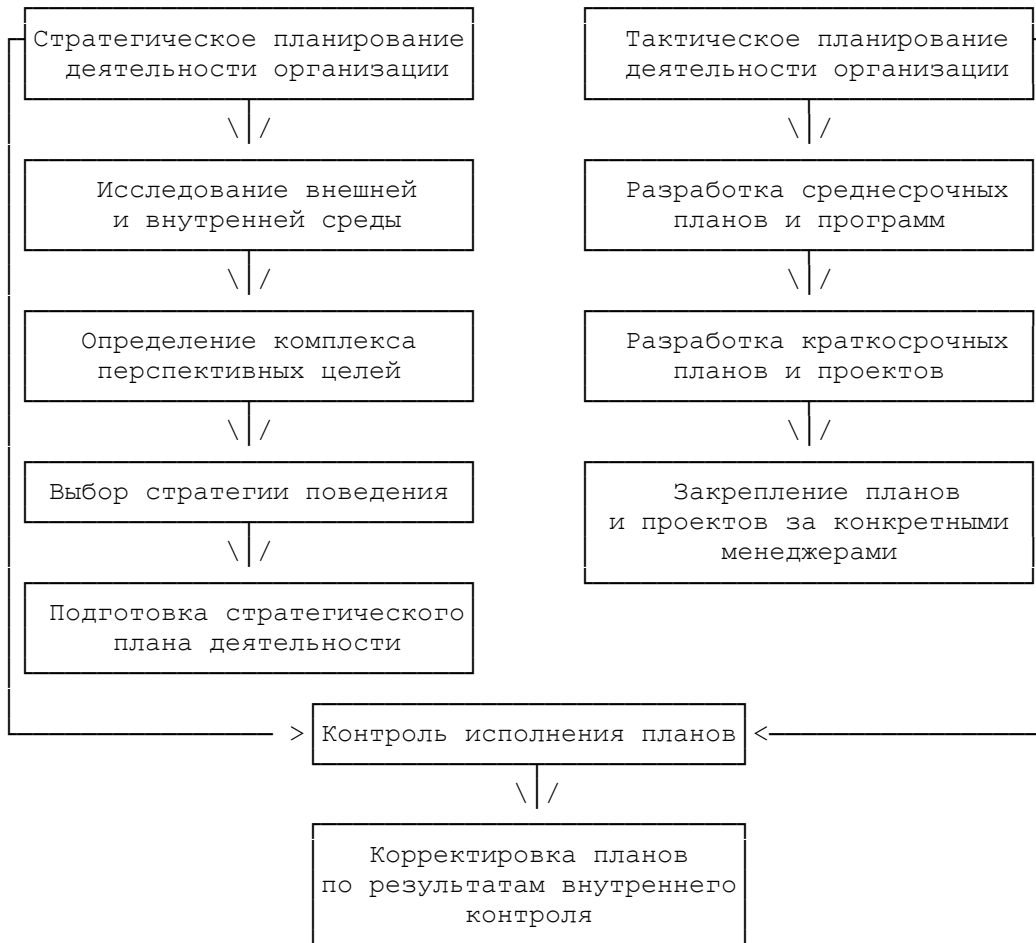 Стратегическое планирование
деятельности организации
Исследование внешней
и внутренней среды
Определение комплекса
перспективных целей
Выбор стратегии поведения
Подготовка стратегического
плана деятельности
Тактическое планирование
деятельности организации
Разработка среднесрочных
планов и программ
Разработка краткосрочных
планов и проектов
Закрепление планов
и проектов за конкретными
менеджерами
Контроль исполнения планов
Корректировка планов
по результатам внутреннего
контроля